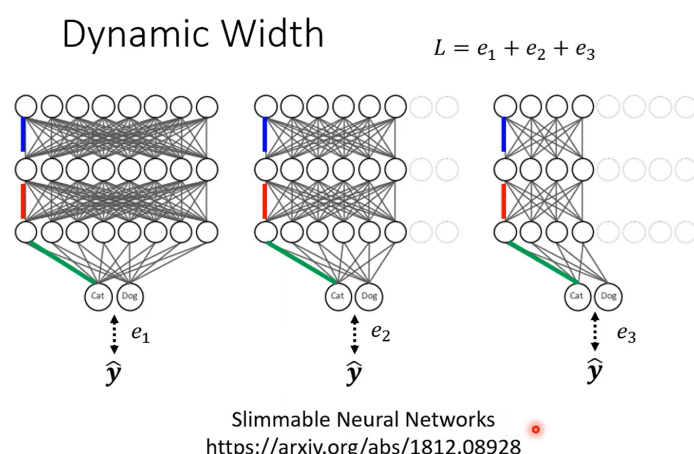 Dynamic Width
L = e₁ + e₂ + e₃
Cat Dog
Cat Dog
Cat Dog
e₁
e₂
e₃
ŷ
ŷ
ŷ
Slimmable Neural Networks
https://arxiv.org/abs/1812.08928